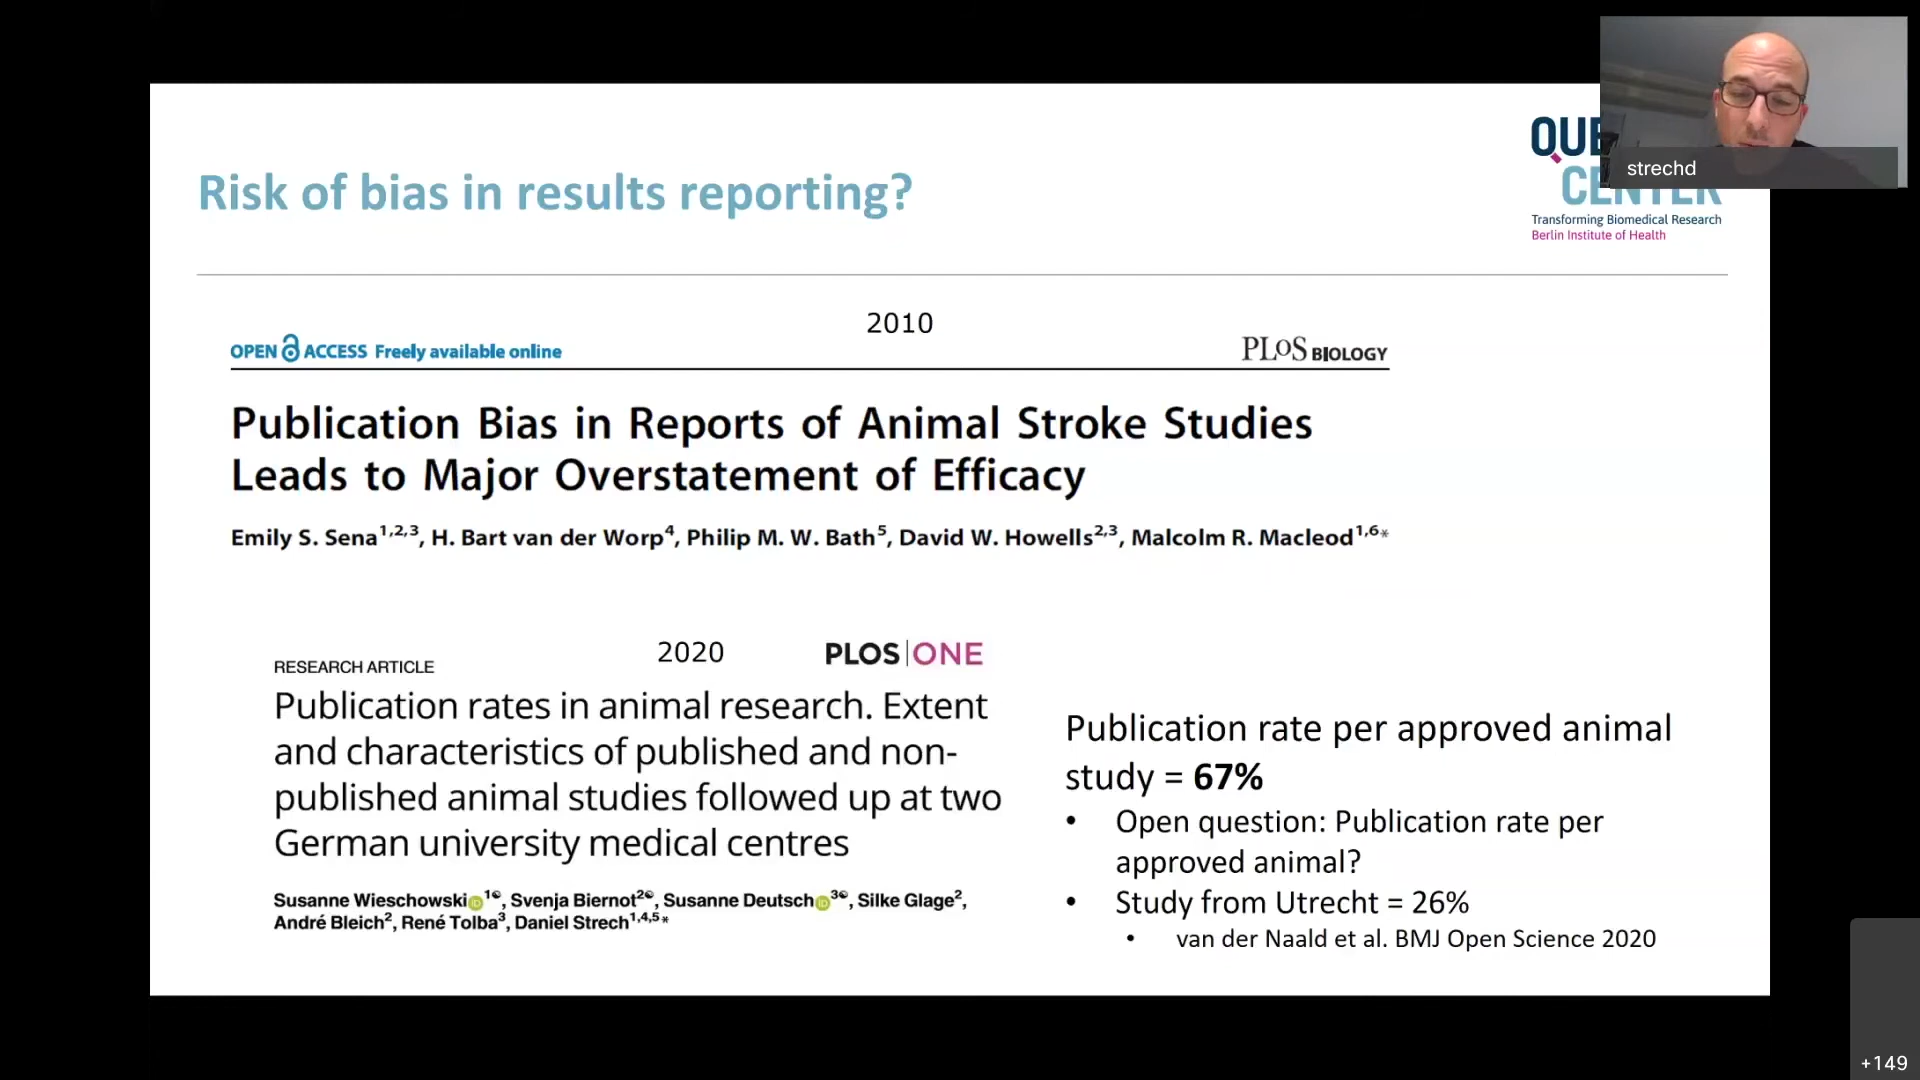 Risk of bias in results reporting?
QUE
CENTER
Transforming Biomedical Research
Berlin Institute of Health
strechd
2010
OPEN ACCESS Freely available online
PLoS BIOLOGY
Publication Bias in Reports of Animal Stroke Studies
Leads to Major Overstatement of Efficacy
Emily S. Sena1,2,3, H. Bart van der Worp4, Philip M. W. Bath5, David W. Howells2,3, Malcolm R. Macleod1,6*
2020
PLOS|ONE
RESEARCH ARTICLE
Publication rates in animal research. Extent
and characteristics of published and non-
published animal studies followed up at two
German university medical centres
Susanne Wieschowski iD 1☯, Svenja Biernot2☯, Susanne Deutsch iD 3☯, Silke Glage2,
André Bleich2, René Tolba3, Daniel Strech1,4,5*
Publication rate per approved animal
study = 67%
• Open question: Publication rate per
approved animal?
• Study from Utrecht = 26%
• van der Naald et al. BMJ Open Science 2020
+149